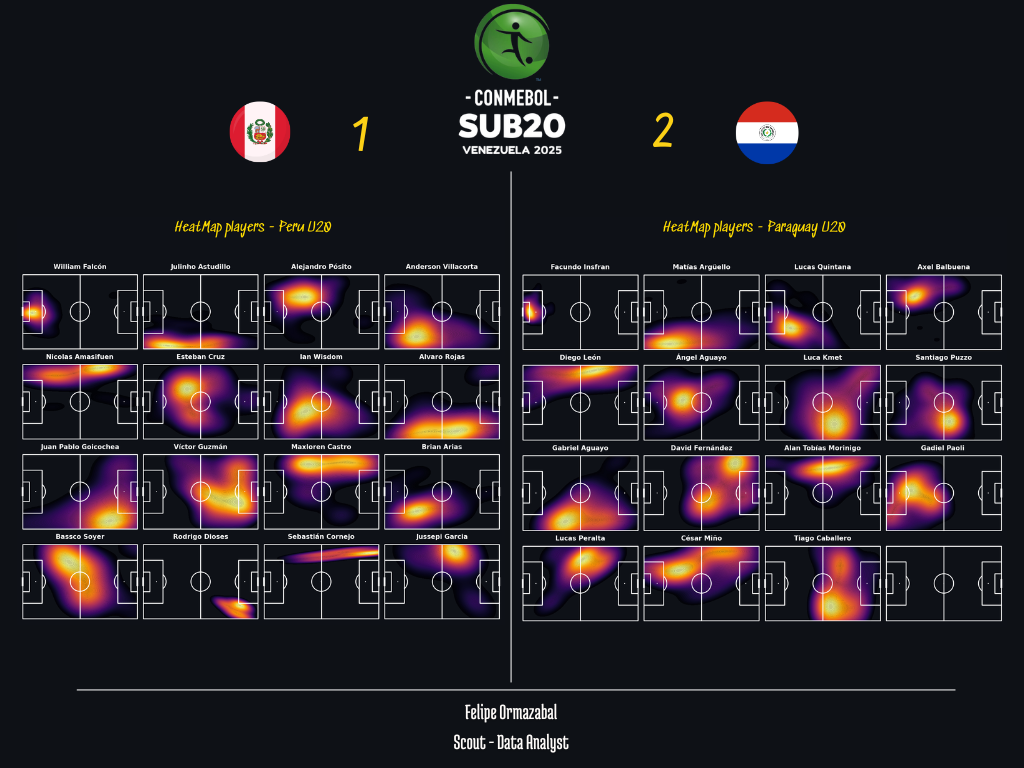 - CONMEBOL -
SUB20
VENEZUELA 2025
1
2
HeatMap players - Peru U20
HeatMap players - Paraguay U20
William Falcón
Julinho Astudillo
Alejandro Pósito
Anderson Villacorta
Facundo Insfran
Matías Argüello
Lucas Quintana
Axel Balbuena
Nicolas Amasifuen
Esteban Cruz
Ian Wisdom
Alvaro Rojas
Diego León
Ángel Aguayo
Luca Kmet
Santiago Puzzo
Juan Pablo Goicochea
Víctor Guzmán
Maxloren Castro
Brian Arias
Gabriel Aguayo
David Fernández
Alan Tobías Morinigo
Gadiel Paoli
Bassco Soyer
Rodrigo Dioses
Sebastián Cornejo
Jussepi García
Lucas Peralta
César Miño
Tiago Caballero
Felipe Ormazabal
Scout - Data Analyst